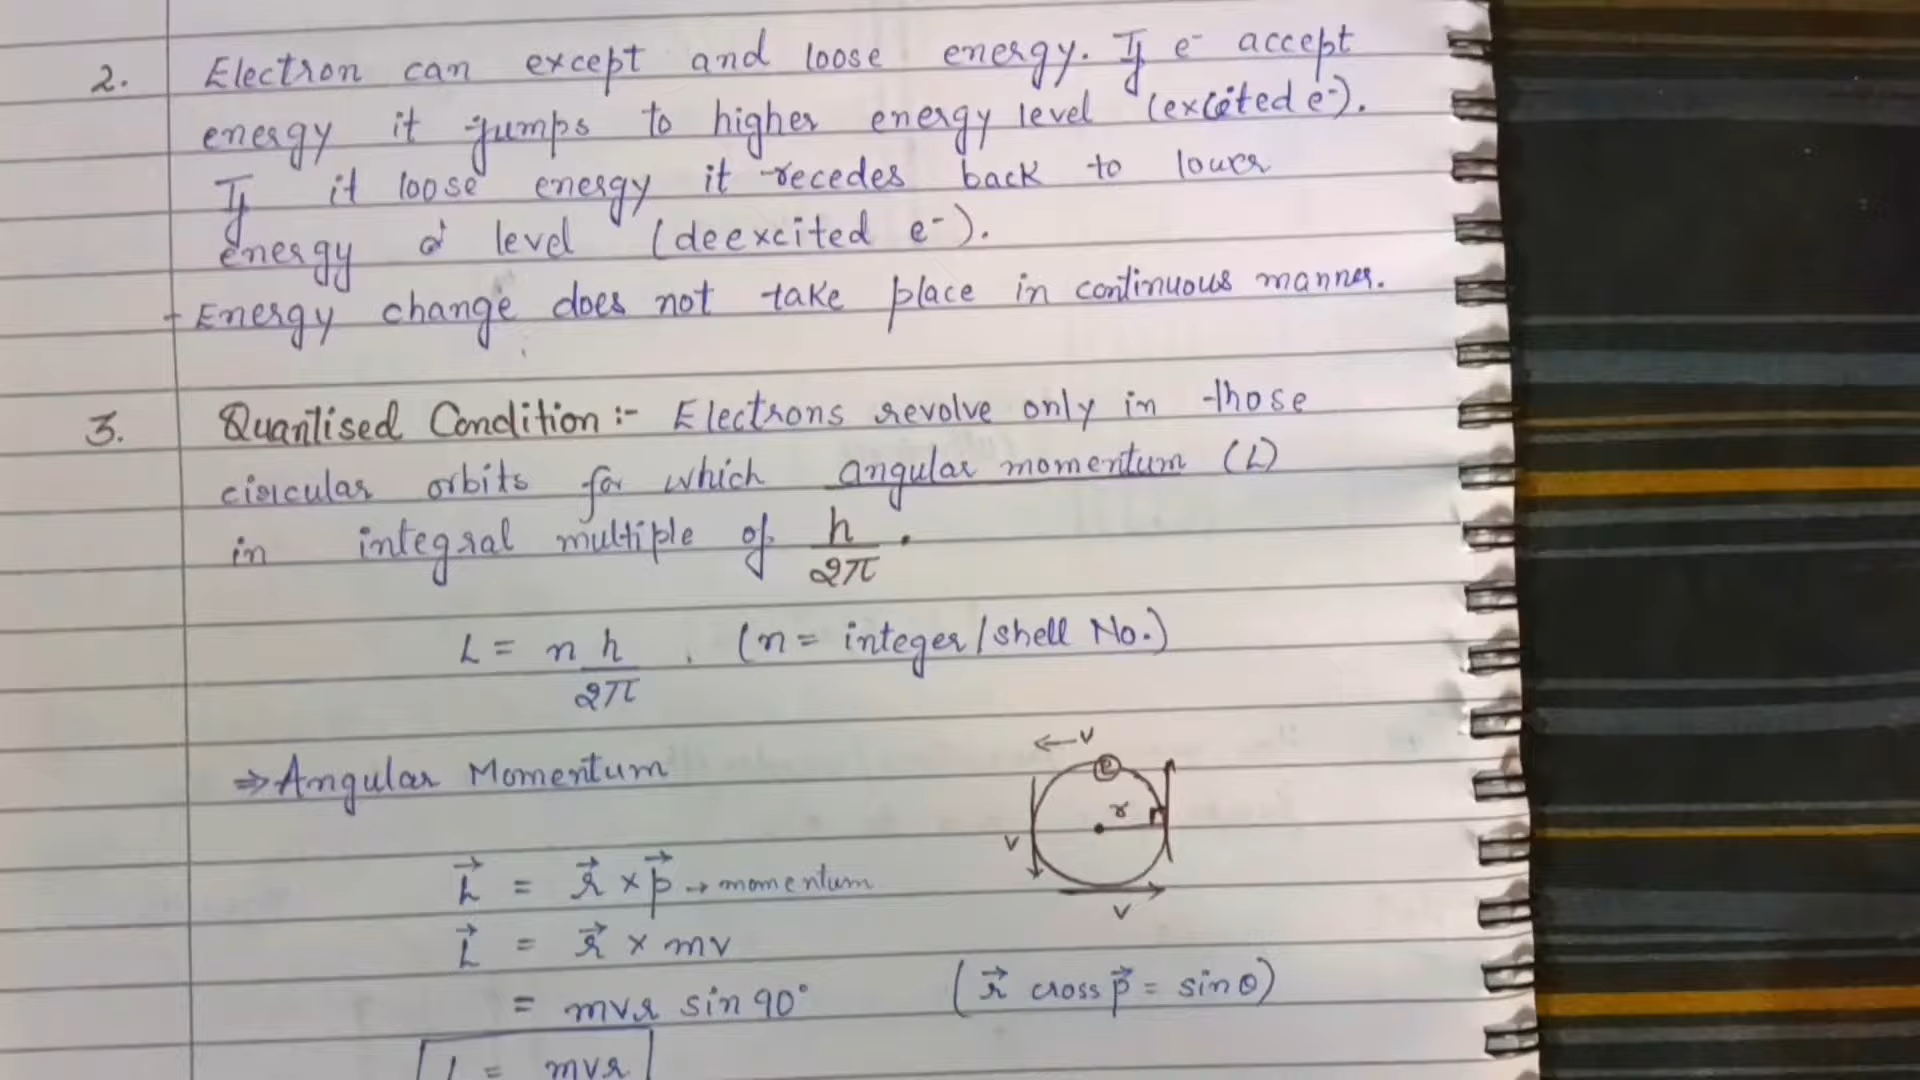 2. Electron can except and loose energy. If e⁻ accept
energy it jumps to higher energy level (excited e⁻).
If it loose energy it recedes back to lower
energy level (deexcited e⁻).
Energy change does not take place in continuous manner.
3. Quantised Condition :- Electrons revolve only in those
circular orbits for which angular momentum (L)
in integral multiple of h/2π.
L = n h/2π . (n = integer/shell No.)
⇒ Angular Momentum
← v
e
r
v
v
L⃗ = r⃗ × p⃗ → momentum
L⃗ = r⃗ × mv
= mvr sin 90° (r⃗ cross p⃗ = sin θ)
L = mvr